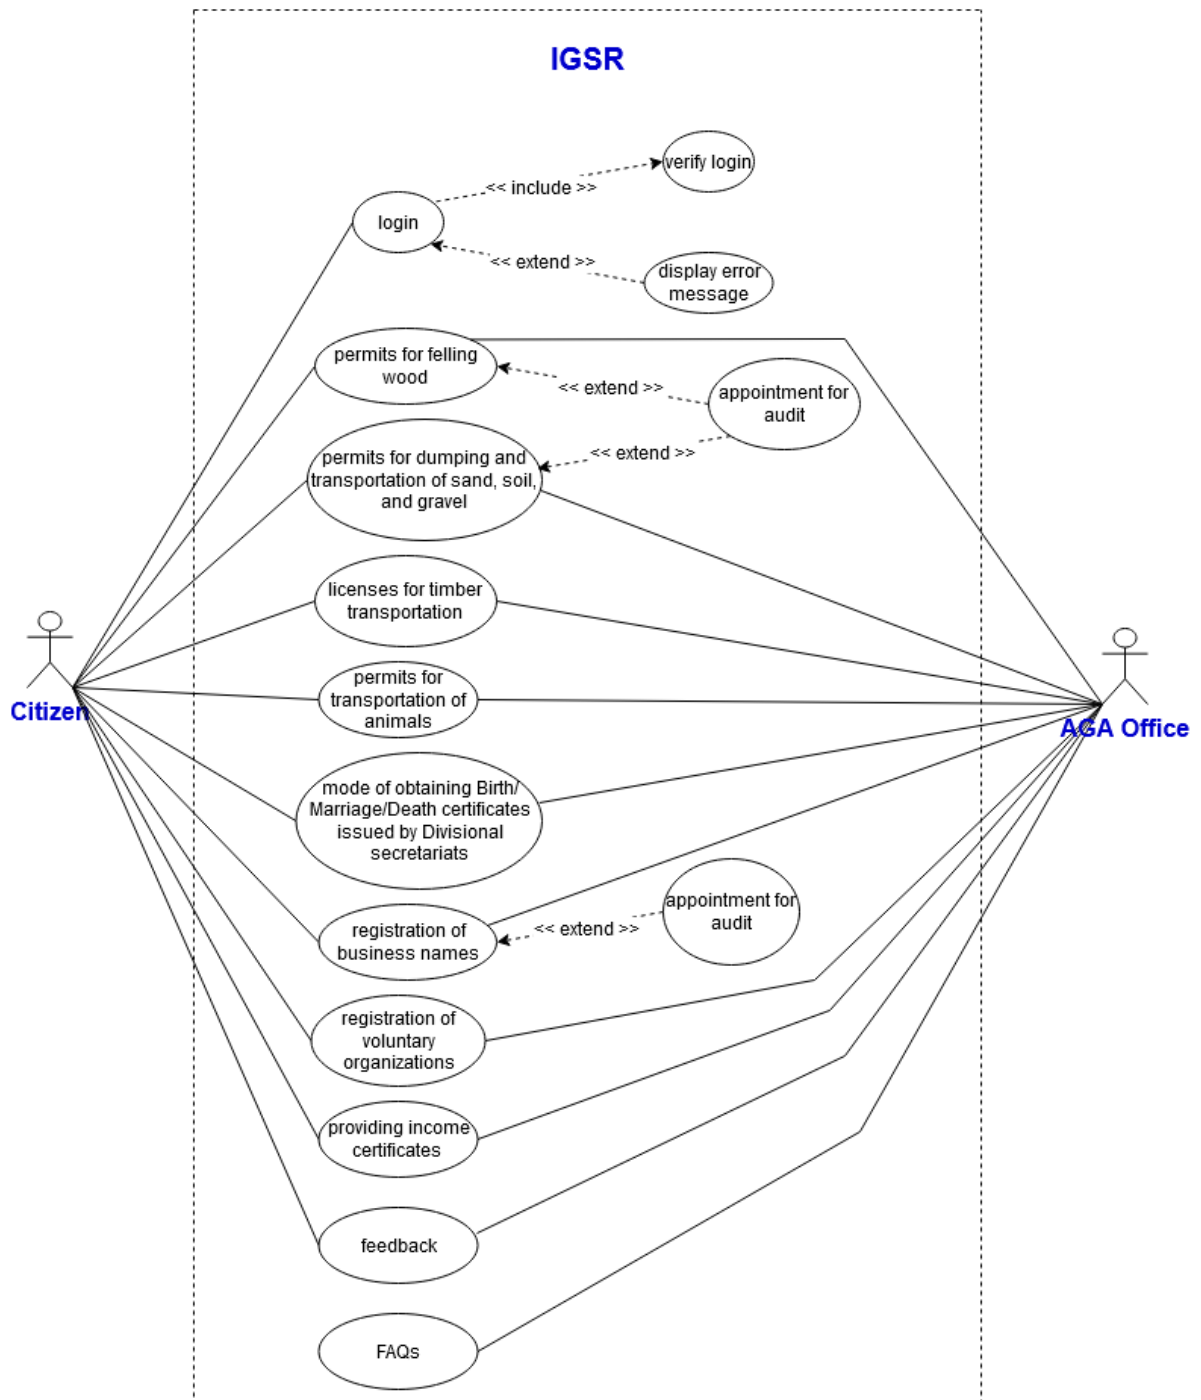 IGSR
verify login
<< include >>
login
<< extend >>
display error
message
permits for felling
wood
<< extend >>
appointment for
audit
<< extend >>
permits for dumping and
transportation of sand, soil,
and gravel
licenses for timber
transportation
permits for
transportation of
animals
Citizen
AGA Office
mode of obtaining Birth/
Marriage/Death certificates
issued by Divisional
secretariats
appointment for
audit
<< extend >>
registration of
business names
registration of
voluntary
organizations
providing income
certificates
feedback
FAQs